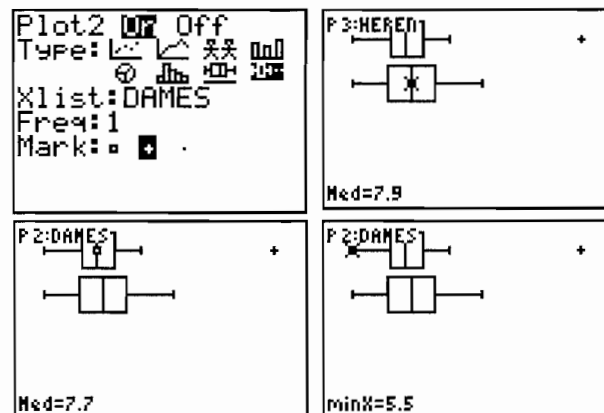 Plot2 On Off
Type:
Xlist:DAMES
Freq:1
Mark:
P3:HEREN
Med=7.9
P2:DAMES
Med=7.7
P2:DAMES
minX=5.5